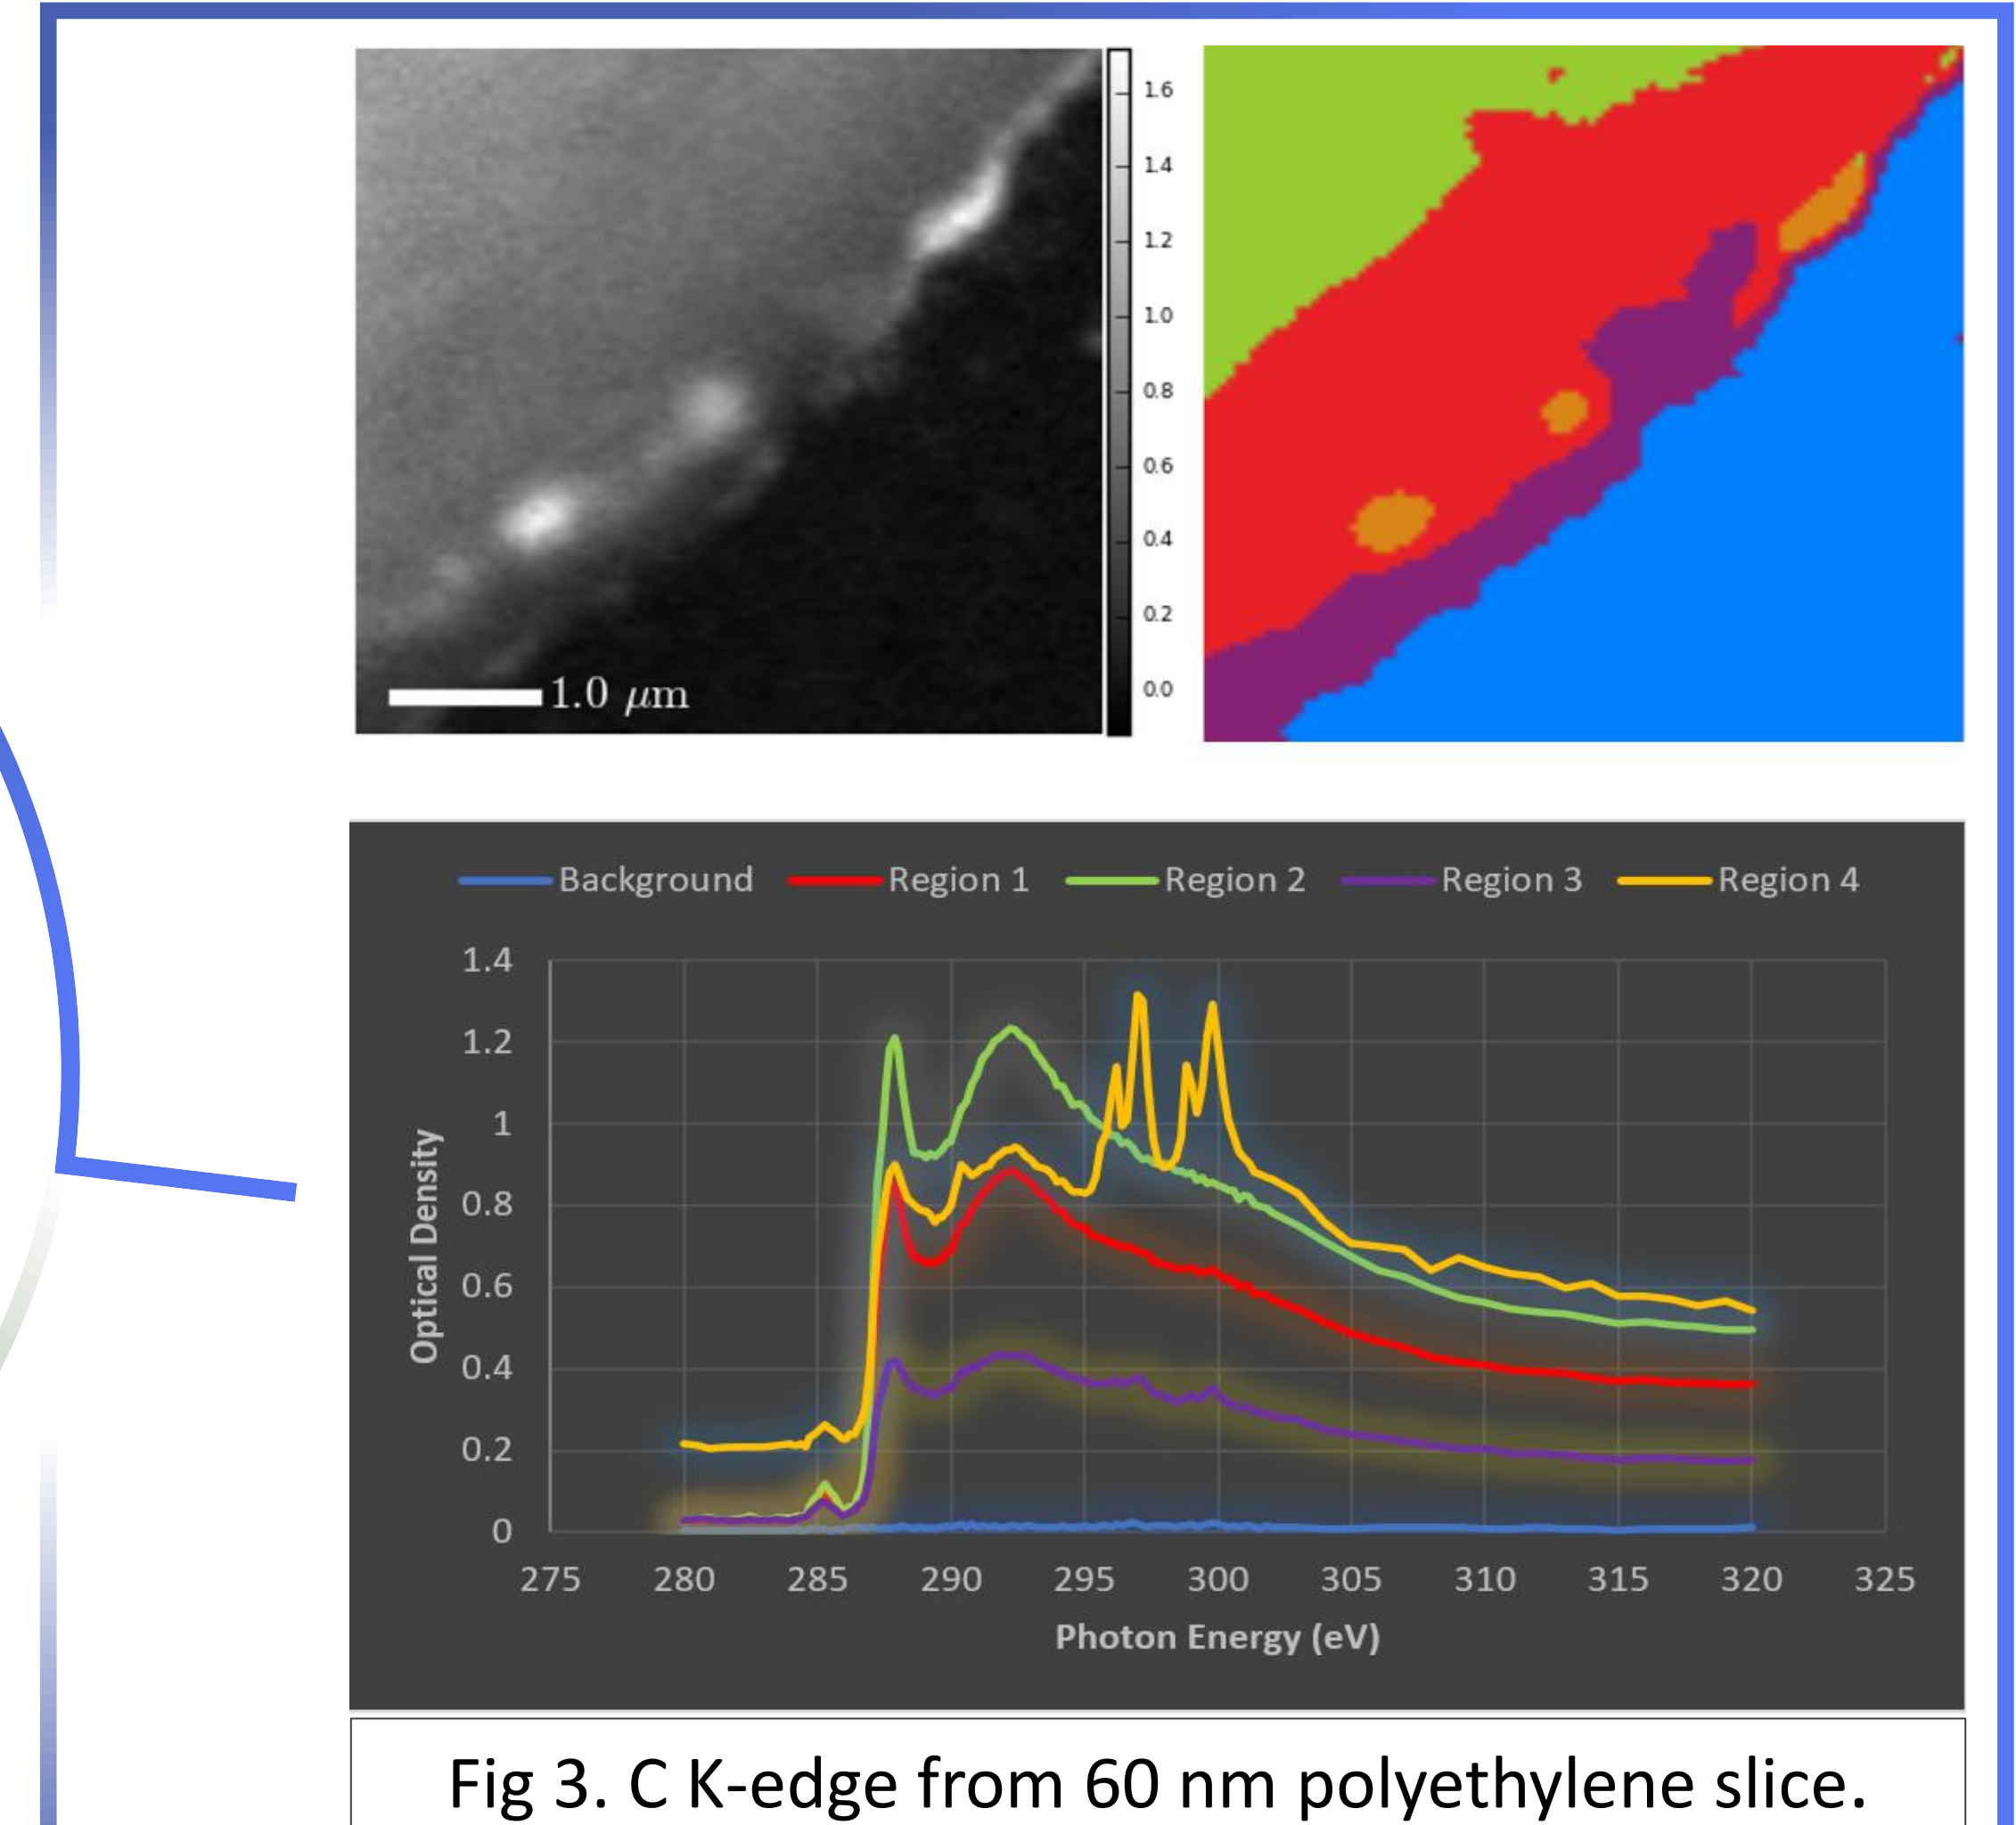 1.6
1.4
1.2
1.0
0.8
0.6
0.4
0.2
0.0
1.0 μm
Background Region 1 Region 2 Region 3 Region 4
1.4
1.2
1
0.8
0.6
0.4
0.2
0
Optical Density
275 280 285 290 295 300 305 310 315 320 325
Photon Energy (eV)
Fig 3. C K-edge from 60 nm polyethylene slice.